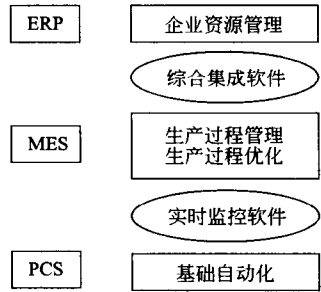 ERP
企业资源管理
综合集成软件
MES
生产过程管理
生产过程优化
实时监控软件
PCS
基础自动化